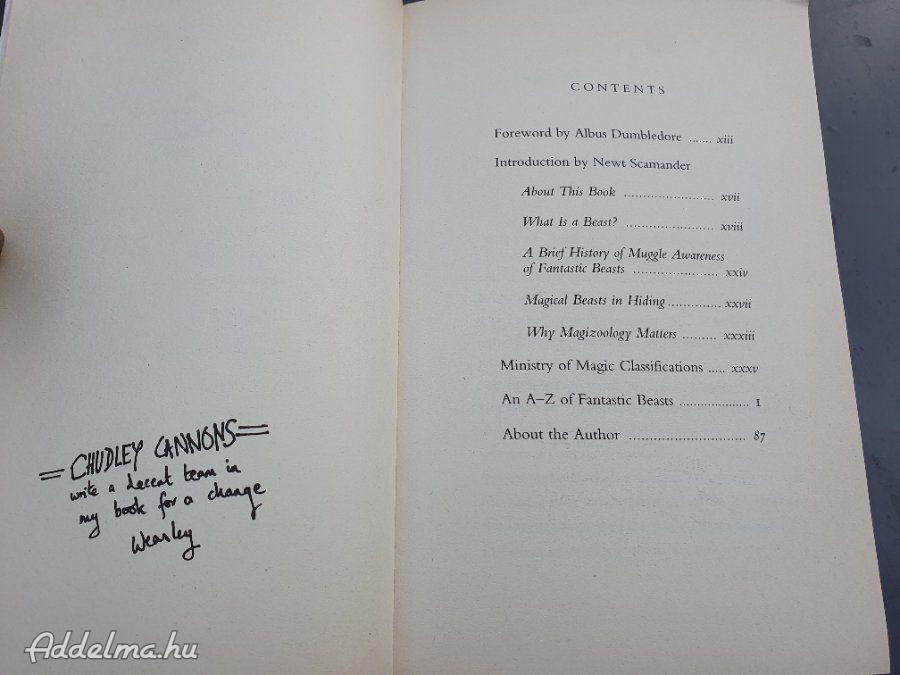 = CHUDLEY CANNONS =
write a decent team in
my book for a change
Weasley
CONTENTS
Foreword by Albus Dumbledore ....... xiii
Introduction by Newt Scamander
About This Book ........................ xvii
What Is a Beast? ....................... xviii
A Brief History of Muggle Awareness
of Fantastic Beasts ...................... xxiv
Magical Beasts in Hiding .............. xxvii
Why Magizoology Matters ......... xxxiii
Ministry of Magic Classifications ..... xxxv
An A–Z of Fantastic Beasts .................... 1
About the Author .............................. 87
Addelma.hu